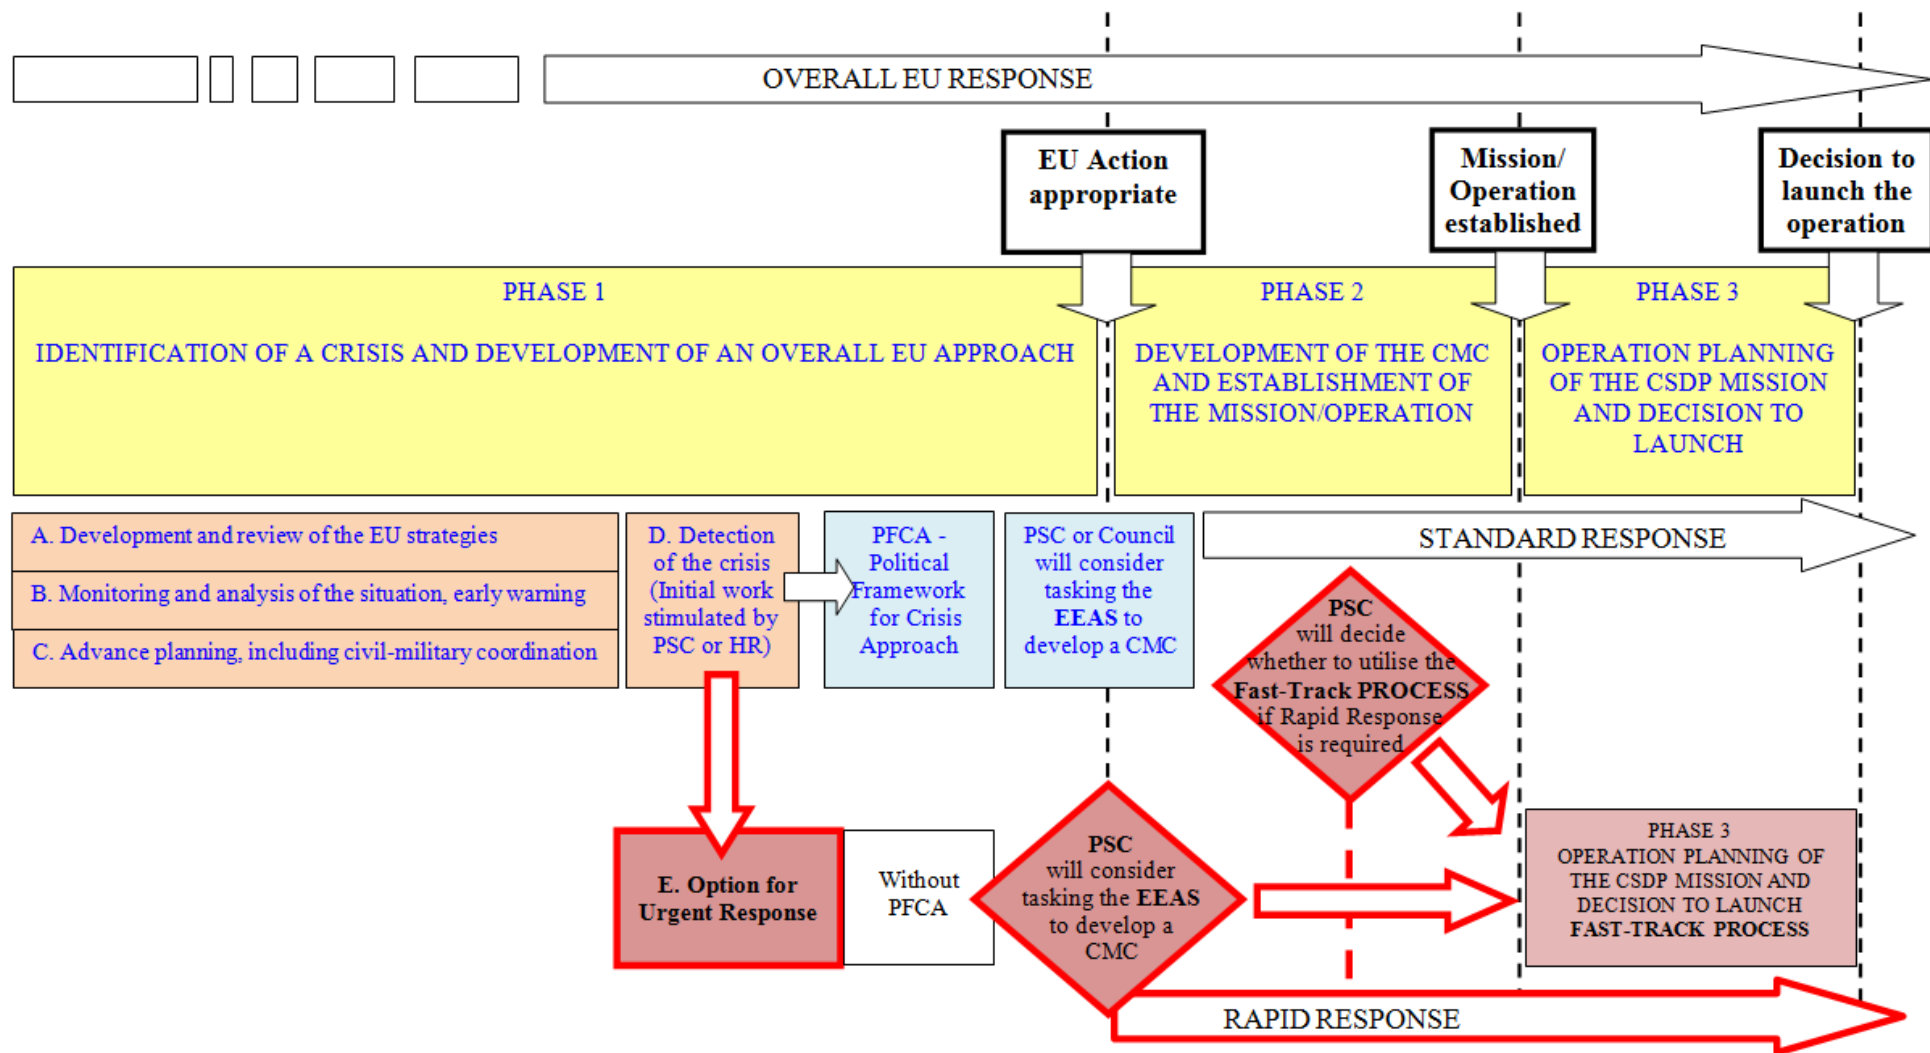 OVERALL EU RESPONSE
EU Action
appropriate
Mission/
Operation
established
Decision to
launch the
operation
PHASE 1
IDENTIFICATION OF A CRISIS AND DEVELOPMENT OF AN OVERALL EU APPROACH
PHASE 2
DEVELOPMENT OF THE CMC
AND ESTABLISHMENT OF
THE MISSION/OPERATION
PHASE 3
OPERATION PLANNING
OF THE CSDP MISSION
AND DECISION TO
LAUNCH
A. Development and review of the EU strategies
B. Monitoring and analysis of the situation, early warning
C. Advance planning, including civil-military coordination
D. Detection
of the crisis
(Initial work
stimulated by
PSC or HR)
PFCA -
Political
Framework
for Crisis
Approach
PSC or Council
will consider
tasking the
EEAS to
develop a CMC
STANDARD RESPONSE
PSC
will decide
whether to utilise the
Fast-Track PROCESS
if Rapid Response
is required
E. Option for
Urgent Response
Without
PFCA
PSC
will consider
tasking the EEAS
to develop a
CMC
PHASE 3
OPERATION PLANNING OF
THE CSDP MISSION AND
DECISION TO LAUNCH
FAST-TRACK PROCESS
RAPID RESPONSE